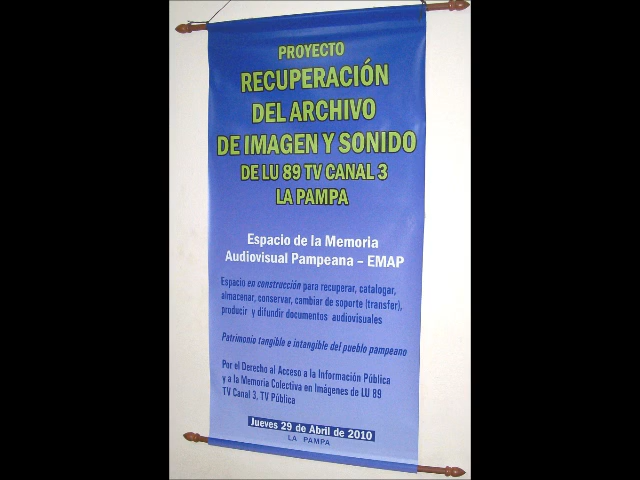 PROYECTO
RECUPERACIÓN
DEL ARCHIVO
DE IMAGEN Y SONIDO
DE LU 89 TV CANAL 3
LA PAMPA
Espacio de la Memoria
Audiovisual Pampeana – EMAP
Espacio en construcción para recuperar, catalogar,
almacenar, conservar, cambiar de soporte (transfer),
producir y difundir documentos audiovisuales
Patrimonio tangible e intangible del pueblo pampeano
Por el Derecho al Acceso a la Información Pública
y a la Memoria Colectiva en Imágenes de LU 89
TV Canal 3, TV Pública
Jueves 29 de Abril de 2010
LA PAMPA